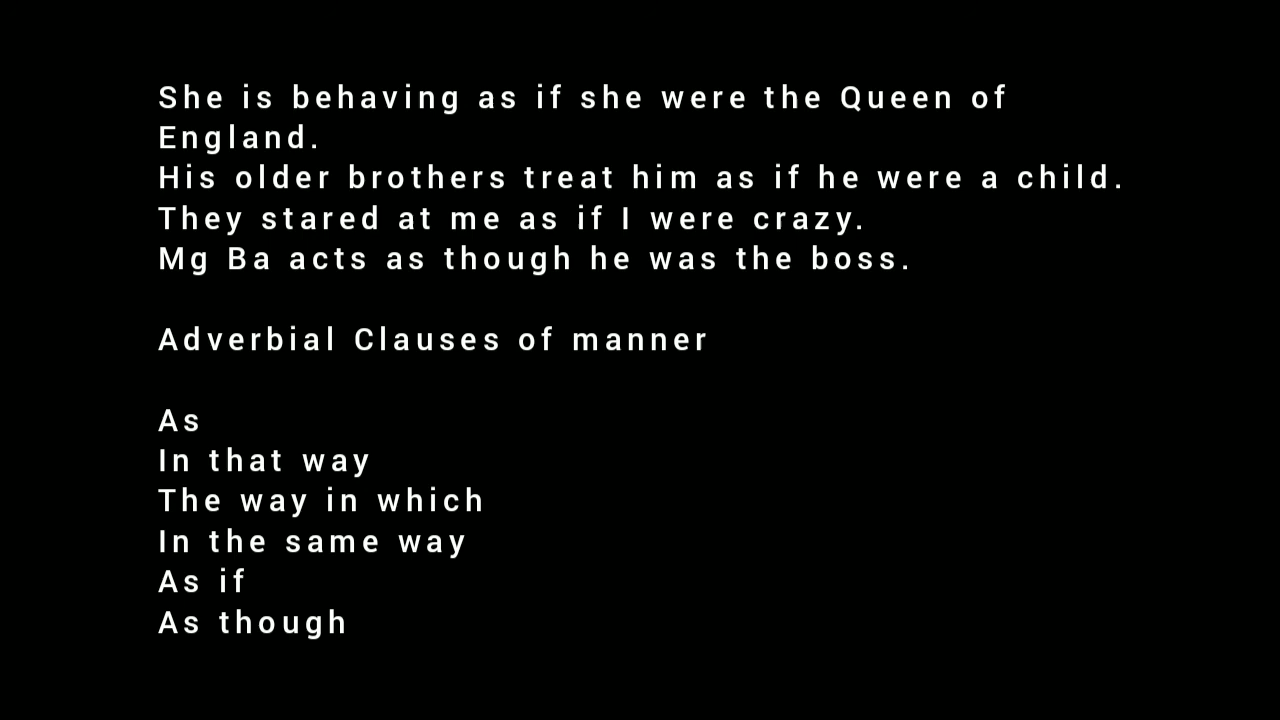 She is behaving as if she were the Queen of
England.
His older brothers treat him as if he were a child.
They stared at me as if I were crazy.
Mg Ba acts as though he was the boss.
Adverbial Clauses of manner
As
In that way
The way in which
In the same way
As if
As though